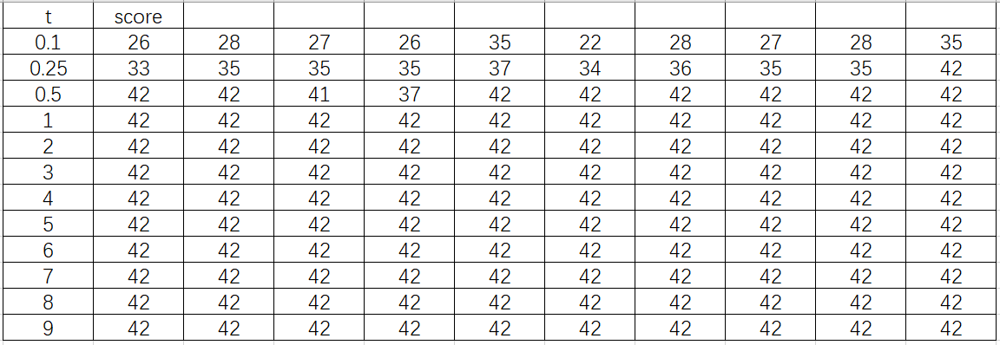 t score
0.1 26 28 27 26 35 22 28 27 28 35
0.25 33 35 35 35 37 34 36 35 35 42
0.5 42 42 41 37 42 42 42 42 42 42
1 42 42 42 42 42 42 42 42 42 42
2 42 42 42 42 42 42 42 42 42 42
3 42 42 42 42 42 42 42 42 42 42
4 42 42 42 42 42 42 42 42 42 42
5 42 42 42 42 42 42 42 42 42 42
6 42 42 42 42 42 42 42 42 42 42
7 42 42 42 42 42 42 42 42 42 42
8 42 42 42 42 42 42 42 42 42 42
9 42 42 42 42 42 42 42 42 42 42